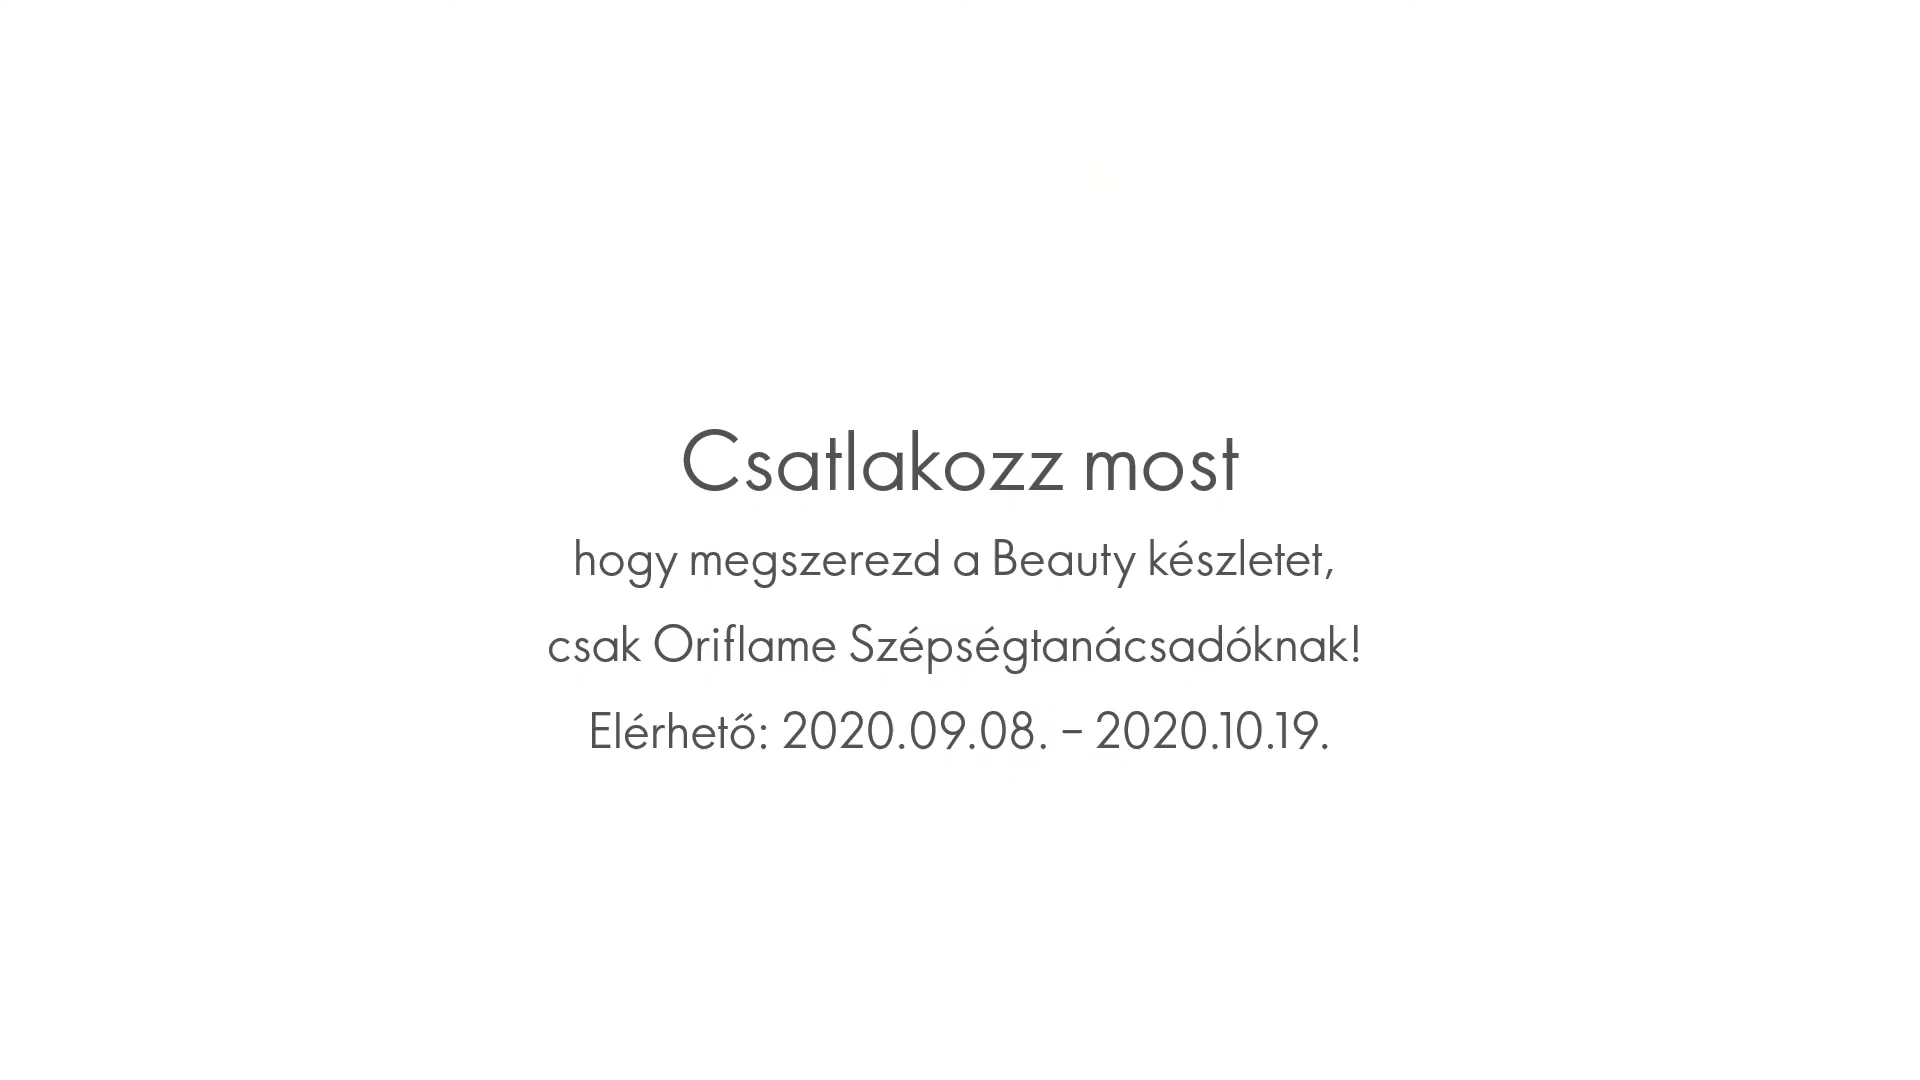 Csatlakozz most
hogy megszerezd a Beauty készletet,
csak Oriflame Szépségtanácsadóknak!
Elérhető: 2020.09.08. – 2020.10.19.